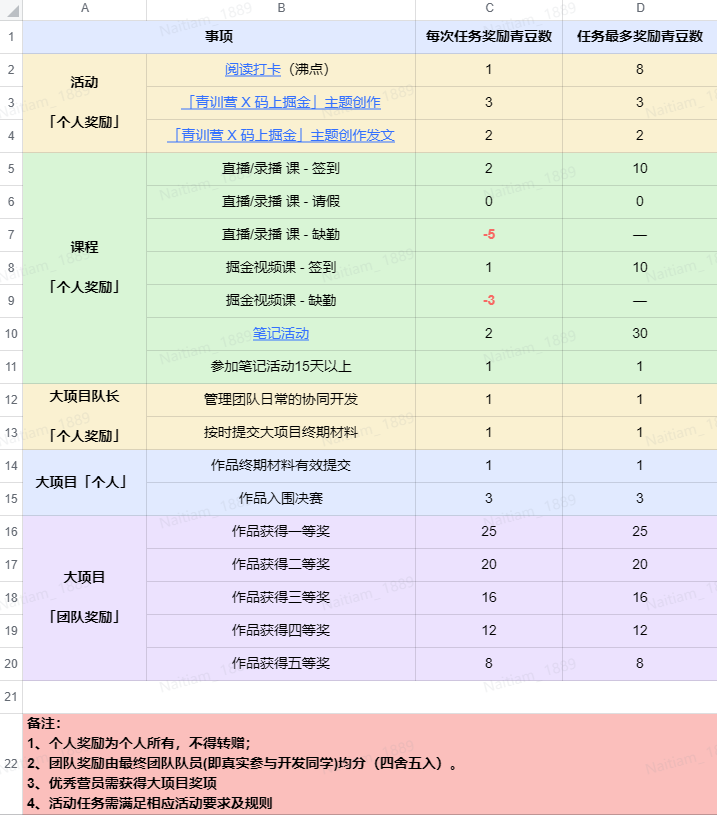 A B C D
1 事项 每次任务奖励青豆数 任务最多奖励青豆数
活动
「个人奖励」
2 阅读打卡（沸点） 1 8
3 「青训营 X 码上掘金」主题创作 3 3
4 「青训营 X 码上掘金」主题创作发文 2 2
课程
「个人奖励」
5 直播/录播 课 - 签到 2 10
6 直播/录播 课 - 请假 0 0
7 直播/录播 课 - 缺勤 -5 —
8 掘金视频课 - 签到 1 10
9 掘金视频课 - 缺勤 -3 —
10 笔记活动 2 30
11 参加笔记活动15天以上 1 1
大项目队长
「个人奖励」
12 管理团队日常的协同开发 1 1
13 按时提交大项目终期材料 1 1
大项目「个人」
14 作品终期材料有效提交 1 1
15 作品入围决赛 3 3
大项目
「团队奖励」
16 作品获得一等奖 25 25
17 作品获得二等奖 20 20
18 作品获得三等奖 16 16
19 作品获得四等奖 12 12
20 作品获得五等奖 8 8
21
22
备注：
1、个人奖励为个人所有，不得转赠；
2、团队奖励由最终团队队员(即真实参与开发同学)均分（四舍五入）。
3、优秀营员需获得大项目奖项
4、活动任务需满足相应活动要求及规则
Naitiam_ 1889